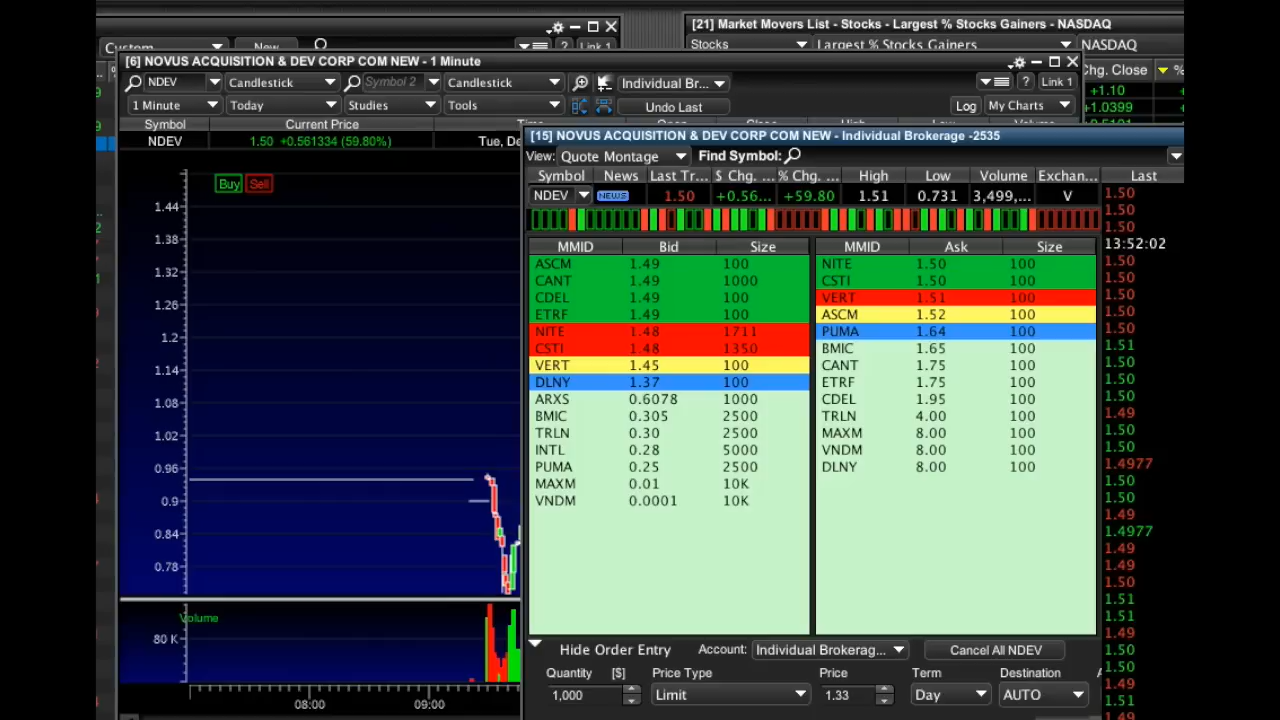 [21] Market Movers List - Stocks - Largest % Stocks Gainers - NASDAQ
Custom New ? Link 1 Stocks Largest % Stocks Gainers NASDAQ
[6] NOVUS ACQUISITION & DEV CORP COM NEW - 1 Minute
Chg. Close %
NDEV Candlestick Symbol 2 Candlestick Individual Br... ? Link 1
+1.10
1 Minute Today Studies Tools Undo Last Log My Charts
+1.0399
Symbol Current Price
NDEV 1.50 +0.561334 (59.80%) Tue, De
[15] NOVUS ACQUISITION & DEV CORP COM NEW - Individual Brokerage -2535
View: Quote Montage Find Symbol:
Symbol News Last Tr... $ Chg. ... % Chg. ... High Low Volume Exchan... Last
NDEV NEWS 1.50 +0.56... +59.80 1.51 0.731 3,499,... V
Buy Sell
MMID Bid Size MMID Ask Size
ASCM 1.49 100 NITE 1.50 100
CANT 1.49 1000 CSTI 1.50 100
CDEL 1.49 100 VERT 1.51 100
ETRF 1.49 100 ASCM 1.52 100
NITE 1.48 1711 PUMA 1.64 100
CSTI 1.48 1350 BMIC 1.65 100
VERT 1.45 100 CANT 1.75 100
DLNY 1.37 100 ETRF 1.75 100
ARXS 0.6078 1000 CDEL 1.95 100
BMIC 0.305 2500 TRLN 4.00 100
TRLN 0.30 2500 MAXM 8.00 100
INTL 0.28 5000 VNDM 8.00 100
PUMA 0.25 2500 DLNY 8.00 100
MAXM 0.01 10K
VNDM 0.0001 10K
Hide Order Entry Account: Individual Brokerag... Cancel All NDEV
Quantity [$] Price Type Price Term Destination
1,000 Limit 1.33 Day AUTO
1.50
1.50
1.50
13:52:02
1.50
1.50
1.50
1.50
1.50
1.51
1.50
1.50
1.50
1.49
1.50
1.50
1.4977
1.50
1.50
1.49
1.4977
1.49
1.49
1.50
1.51
1.51
1.49
1.50
1.50
1.49
1.51
1.44
1.38
1.32
1.26
1.2
1.14
1.08
1.02
0.96
0.9
0.84
0.78
Volume
80 K
08:00 09:00